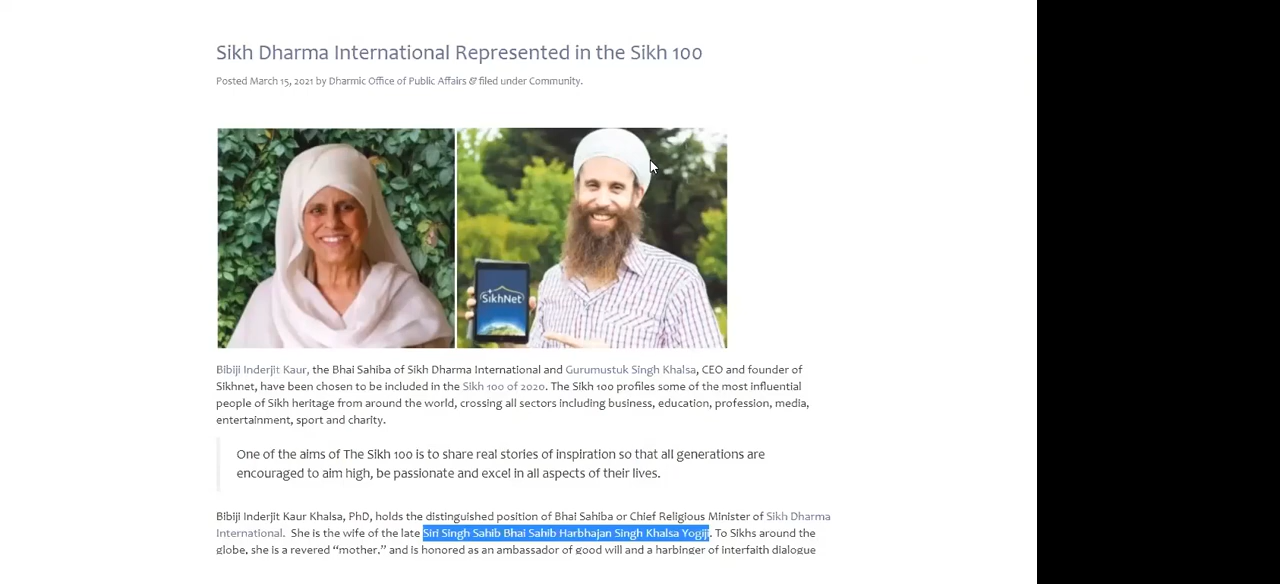 Sikh Dharma International Represented in the Sikh 100
Posted March 15, 2021 by Dharmic Office of Public Affairs & filed under Community.
SikhNet
Bibiji Inderjit Kaur, the Bhai Sahiba of Sikh Dharma International and Gurumustuk Singh Khalsa, CEO and founder of
Sikhnet, have been chosen to be included in the Sikh 100 of 2020. The Sikh 100 profiles some of the most influential
people of Sikh heritage from around the world, crossing all sectors including business, education, profession, media,
entertainment, sport and charity.
One of the aims of The Sikh 100 is to share real stories of inspiration so that all generations are
encouraged to aim high, be passionate and excel in all aspects of their lives.
Bibiji Inderjit Kaur Khalsa, PhD, holds the distinguished position of Bhai Sahiba or Chief Religious Minister of Sikh Dharma
International. She is the wife of the late Siri Singh Sahib Bhai Sahib Harbhajan Singh Khalsa Yogiji. To Sikhs around the
globe, she is a revered “mother,” and is honored as an ambassador of good will and a harbinger of interfaith dialogue